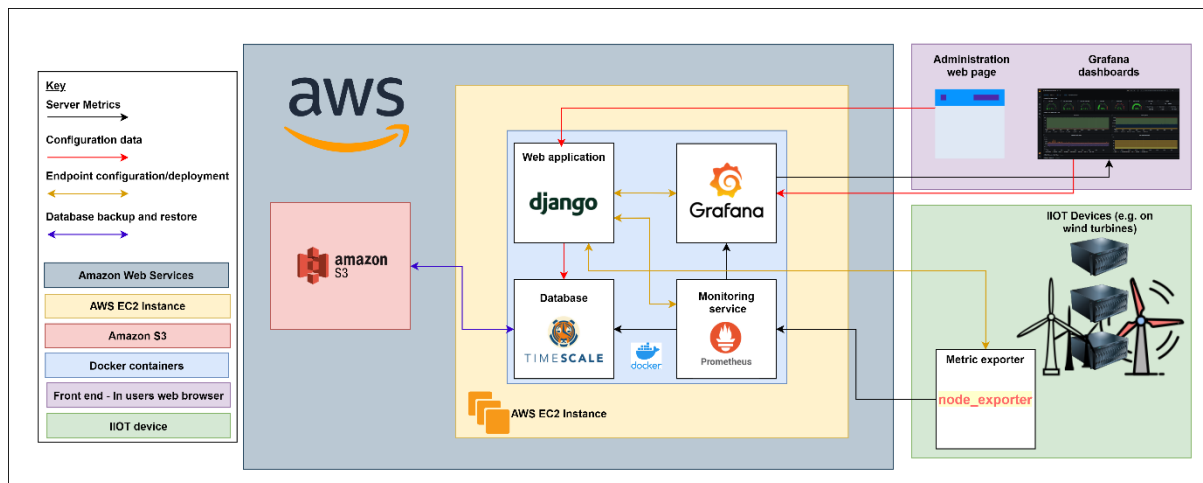 Key
Server Metrics
Configuration data
Endpoint configuration/deployment
Database backup and restore
Amazon Web Services
AWS EC2 Instance
Amazon S3
Docker containers
Front end - In users web browser
IIOT device
aws
amazon
S3
Web application
django
Grafana
Database
TIMESCALE
docker
Monitoring
service
Prometheus
AWS EC2 Instance
Administration
web page
Grafana
dashboards
IIOT Devices (e.g. on
wind turbines)
Metric exporter
node_exporter